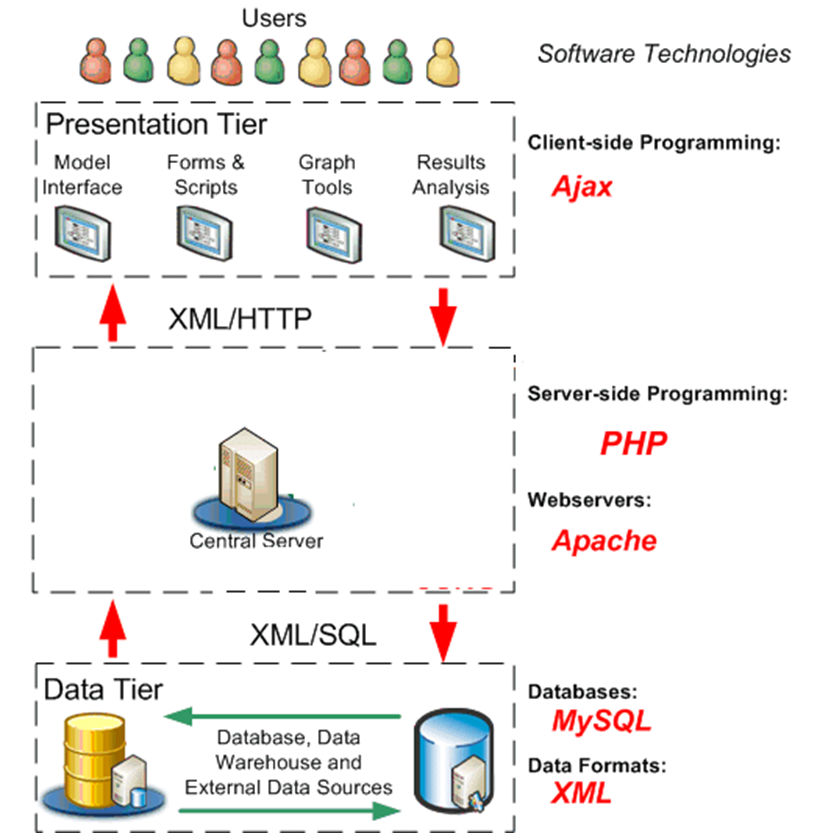 Users
Software Technologies
Presentation Tier
Model
Interface
Forms &
Scripts
Graph
Tools
Results
Analysis
Client-side Programming:
Ajax
XML/HTTP
Server-side Programming:
PHP
Webservers:
Apache
Central Server
XML/SQL
Data Tier
Database, Data
Warehouse and
External Data Sources
Databases:
MySQL
Data Formats:
XML